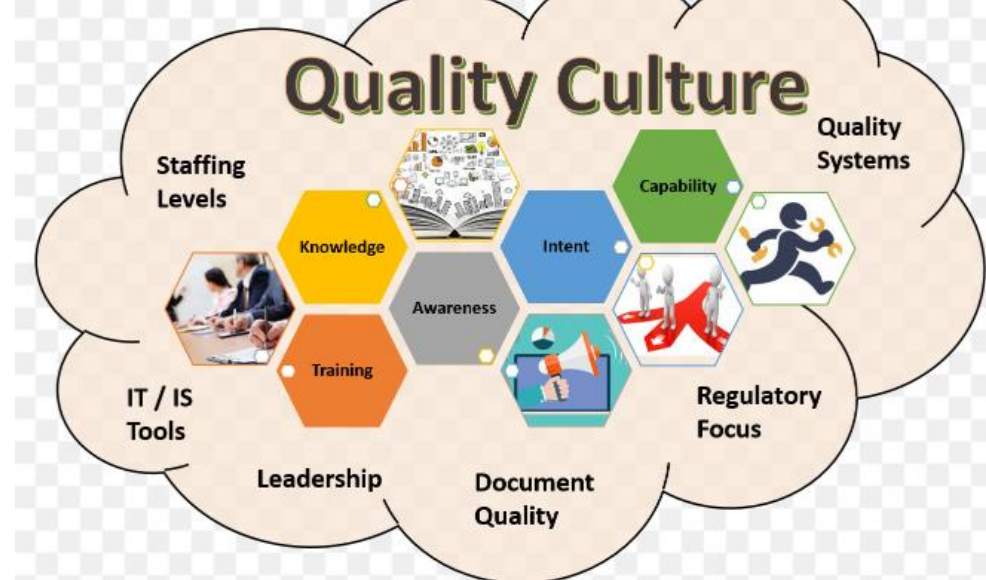 Quality Culture
Quality
Systems
Staffing
Levels
Capability
Knowledge
Intent
Awareness
Training
IT / IS
Tools
Regulatory
Focus
Leadership
Document
Quality